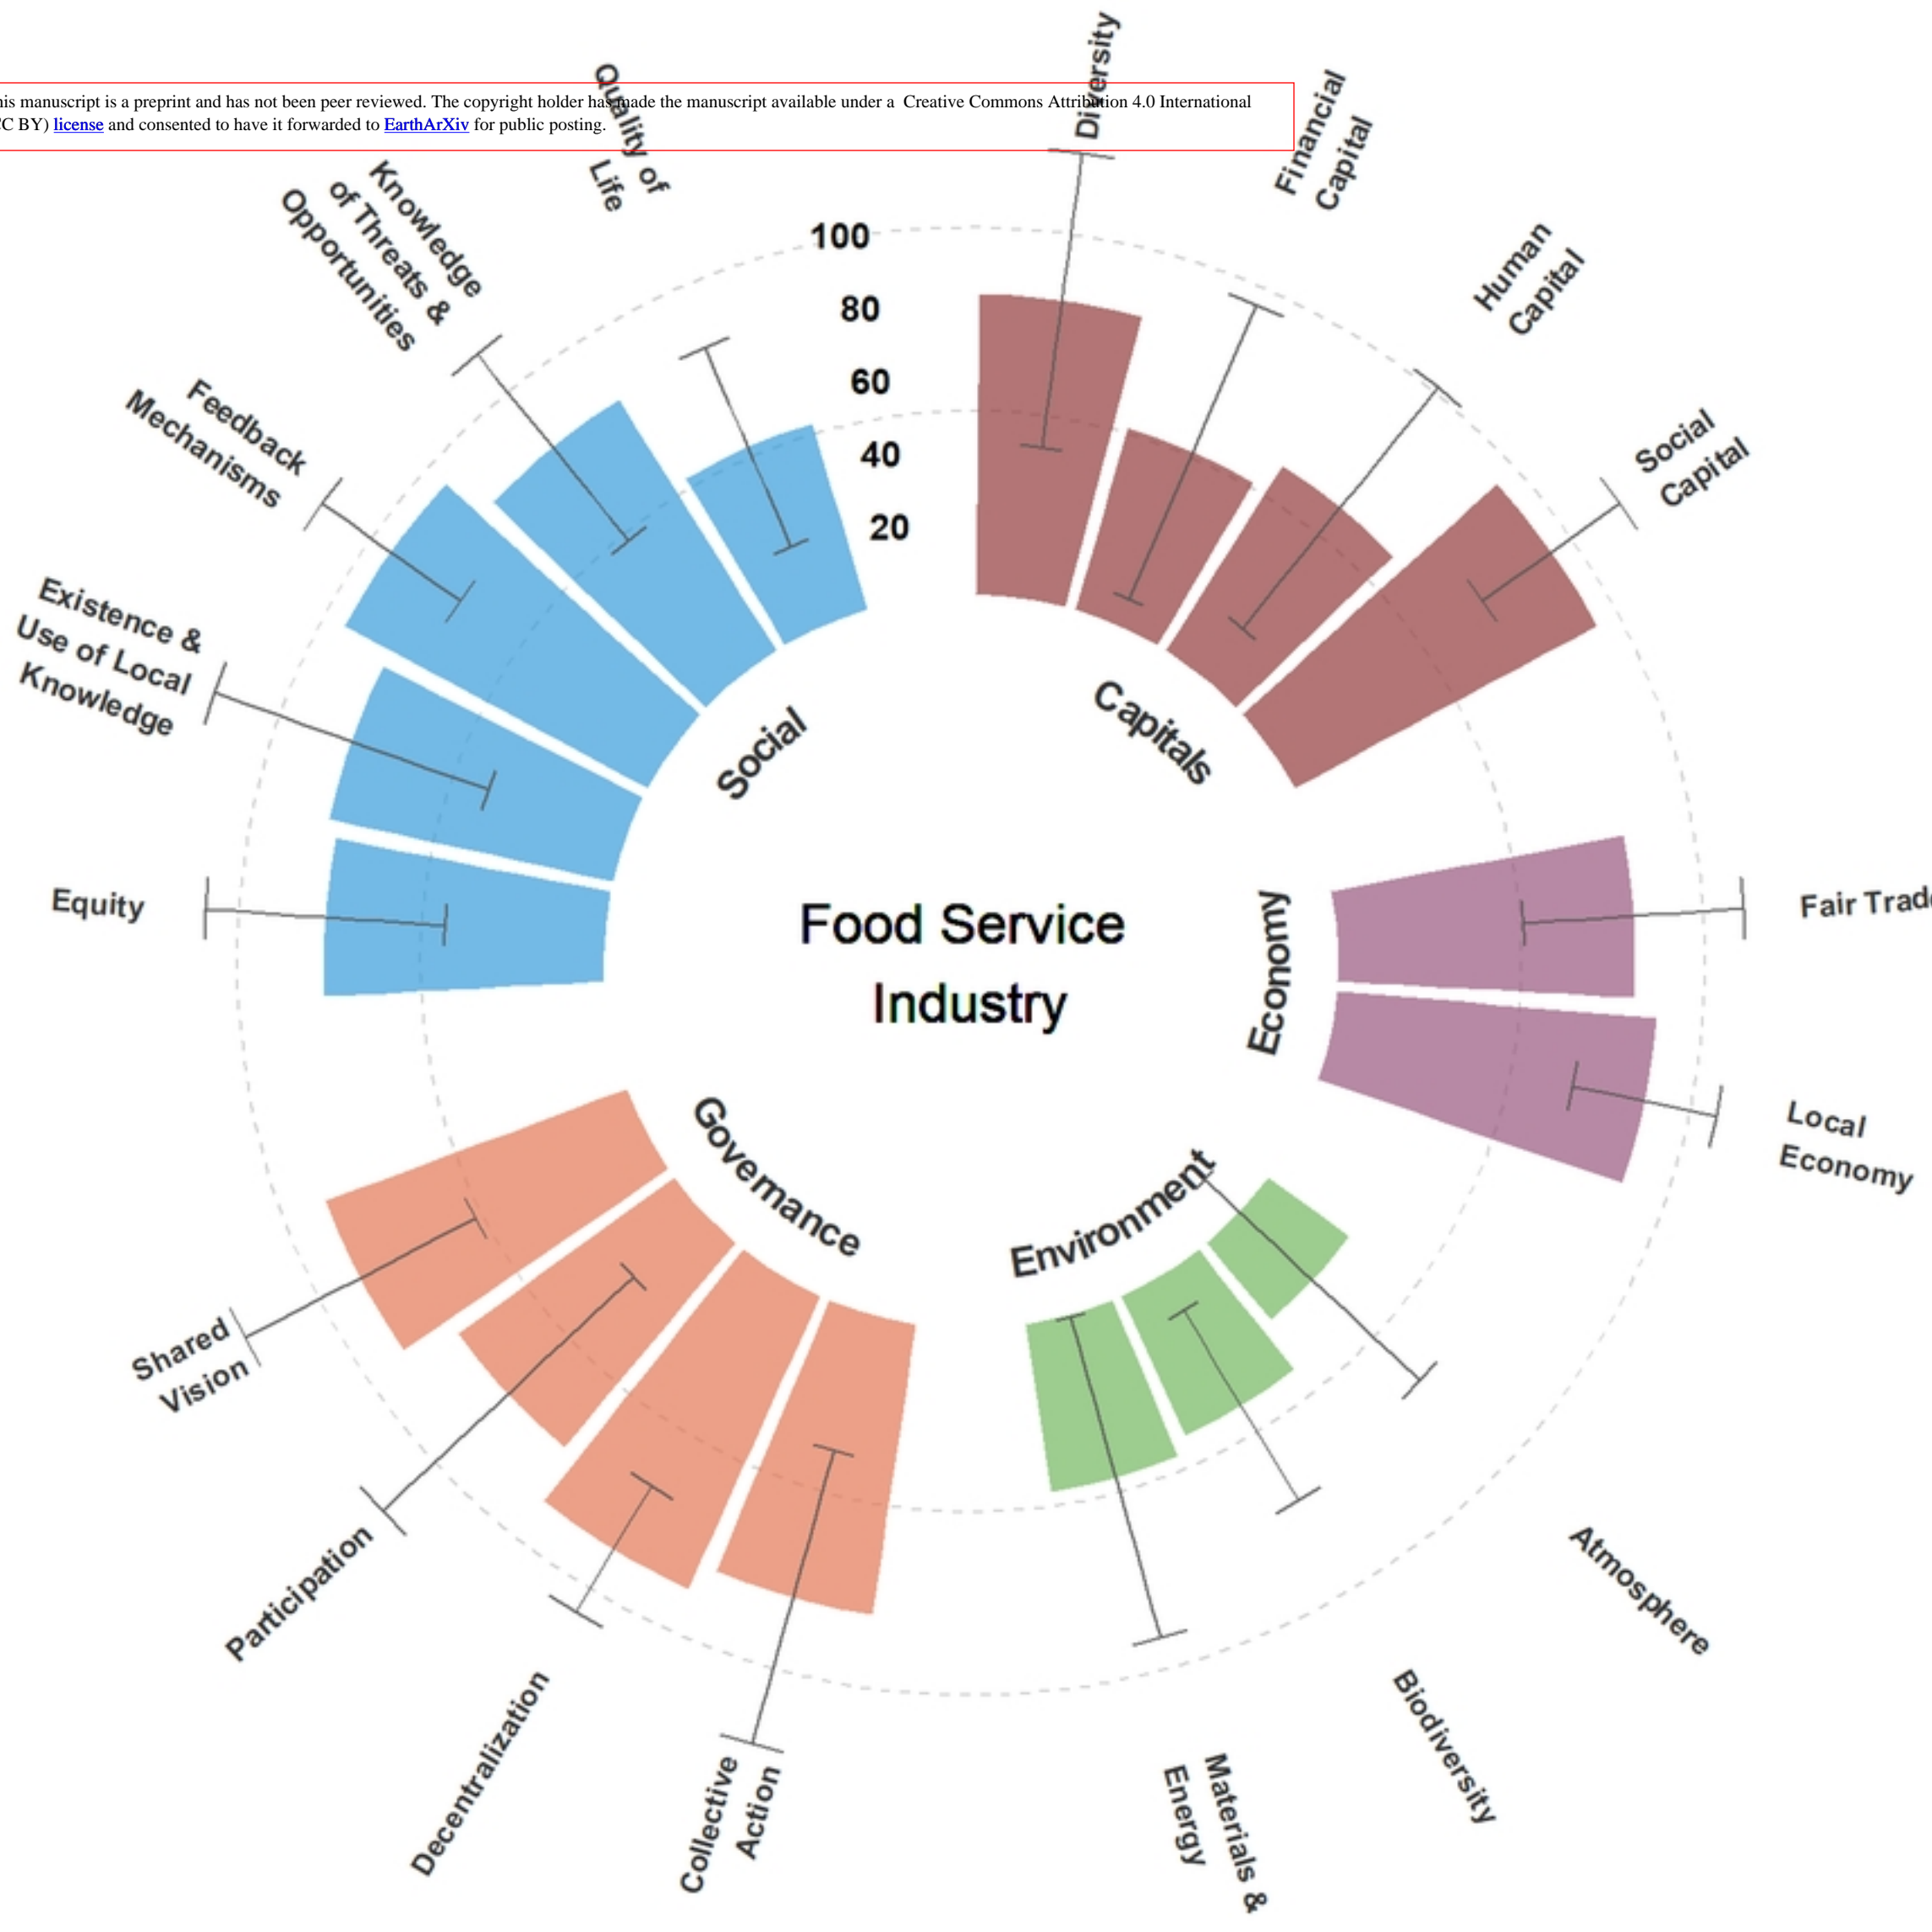 his manuscript is a preprint and has not been peer reviewed. The copyright holder has made the manuscript available under a Creative Commons Attribution 4.0 International
C BY) license and consented to have it forwarded to EarthArXiv for public posting.
Diversity
Financial
Capital
Human
Capital
Social
Capital
Fair Trad
Local
Economy
Atmosphere
Biodiversity
Materials &
Energy
Collective
Action
Decentralization
Participation
Shared
Vision
Equity
Existence &
Use of Local
Knowledge
Feedback
Mechanisms
Knowledge
of Threats &
Opportunities
Quality of
Life
100
80
60
40
20
Social
Capitals
Economy
Environment
Governance
Food Service
Industry